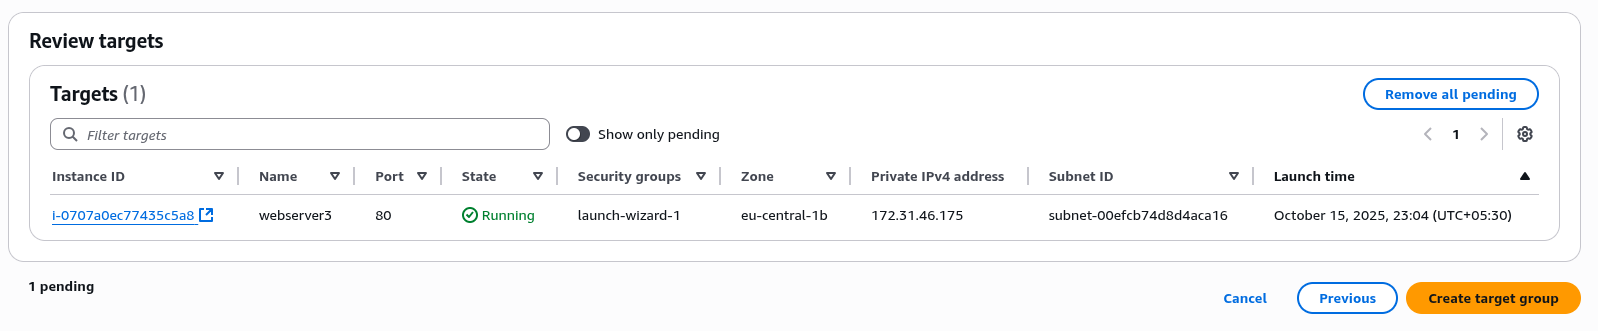 Review targets
Targets (1)
Remove all pending
Filter targets
Show only pending
1
Instance ID Name Port State Security groups Zone Private IPv4 address Subnet ID Launch time
i-0707a0ec77435c5a8 webserver3 80 Running launch-wizard-1 eu-central-1b 172.31.46.175 subnet-00efcb74d8d4aca16 October 15, 2025, 23:04 (UTC+05:30)
1 pending
Cancel Previous Create target group